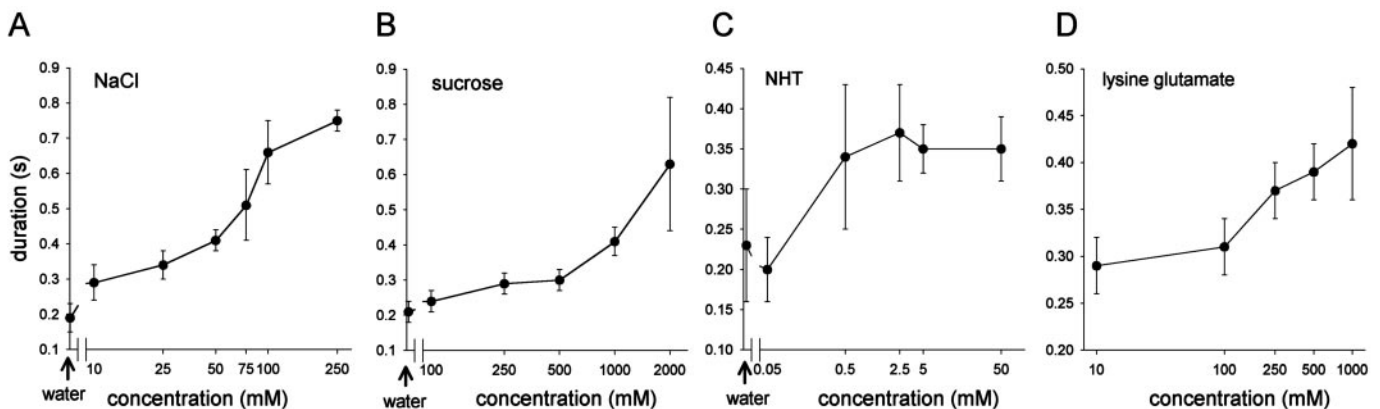 A
B
C
D
NaCl
sucrose
NHT
lysine glutamate
duration (s)
0.9
0.8
0.7
0.6
0.5
0.4
0.3
0.2
0.1
10 25 50 75 100 250
water
concentration (mM)
0.9
0.8
0.7
0.6
0.5
0.4
0.3
0.2
0.1
100 250 500 1000 2000
water
concentration (mM)
0.45
0.40
0.35
0.30
0.25
0.20
0.15
0.10
0.05 0.5 2.5 5 50
water
concentration (mM)
0.50
0.45
0.40
0.35
0.30
0.25
0.20
10 100 250 500 1000
concentration (mM)